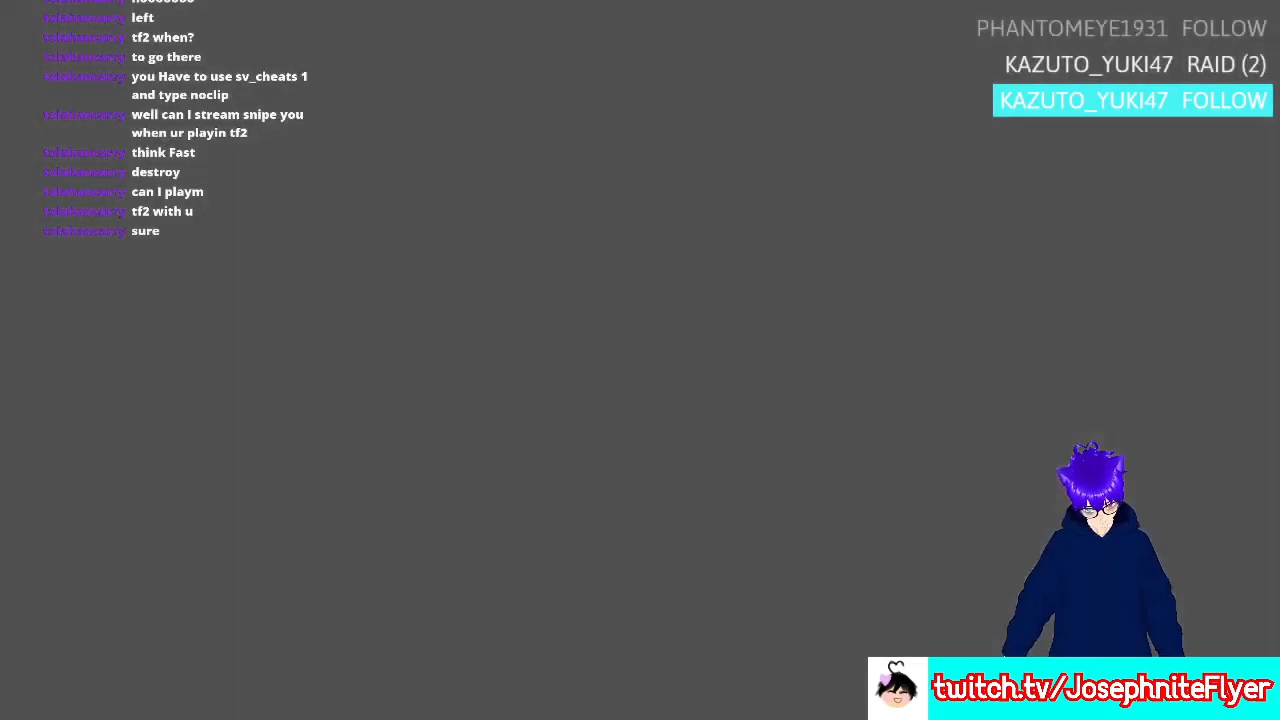 left
tf2 when?
to go there
you Have to use sv_cheats 1
and type noclip
well can I stream snipe you
when ur playin tf2
think Fast
destroy
can I playm
tf2 with u
sure
PHANTOMEYE1931 FOLLOW
KAZUTO_YUKI47 RAID (2)
KAZUTO_YUKI47 FOLLOW
twitch.tv/JosephniteFlyer